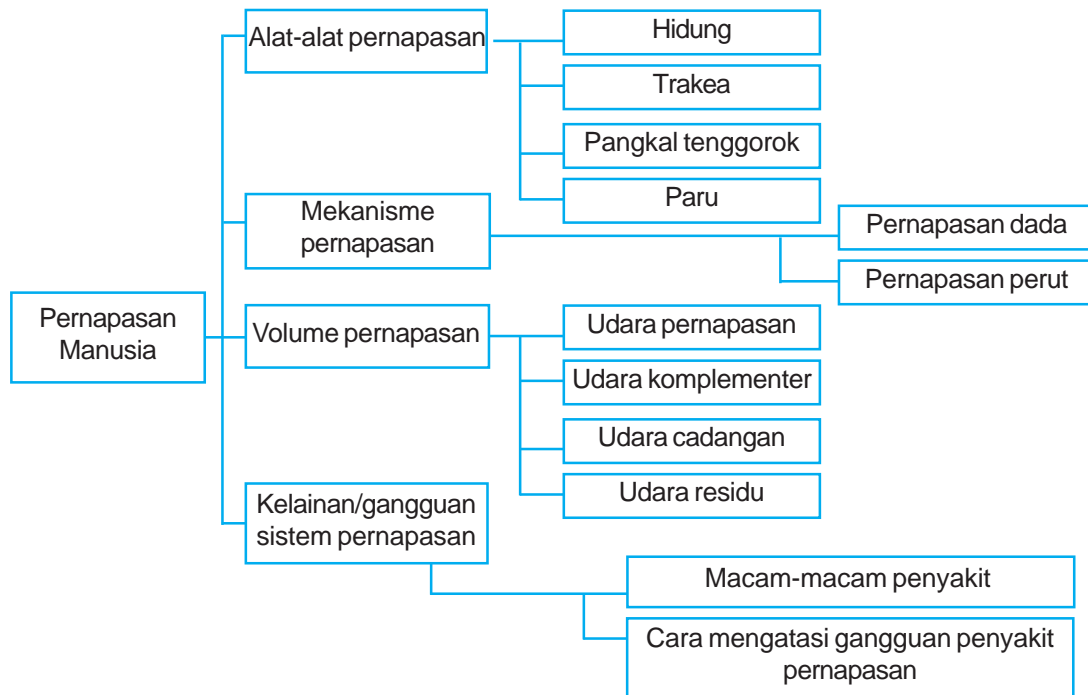 Alat-alat pernapasan
Hidung
Trakea
Pangkal tenggorok
Paru
Mekanisme
pernapasan
Pernapasan dada
Pernapasan perut
Pernapasan
Manusia
Volume pernapasan
Udara pernapasan
Udara komplementer
Udara cadangan
Udara residu
Kelainan/gangguan
sistem pernapasan
Macam-macam penyakit
Cara mengatasi gangguan penyakit
pernapasan